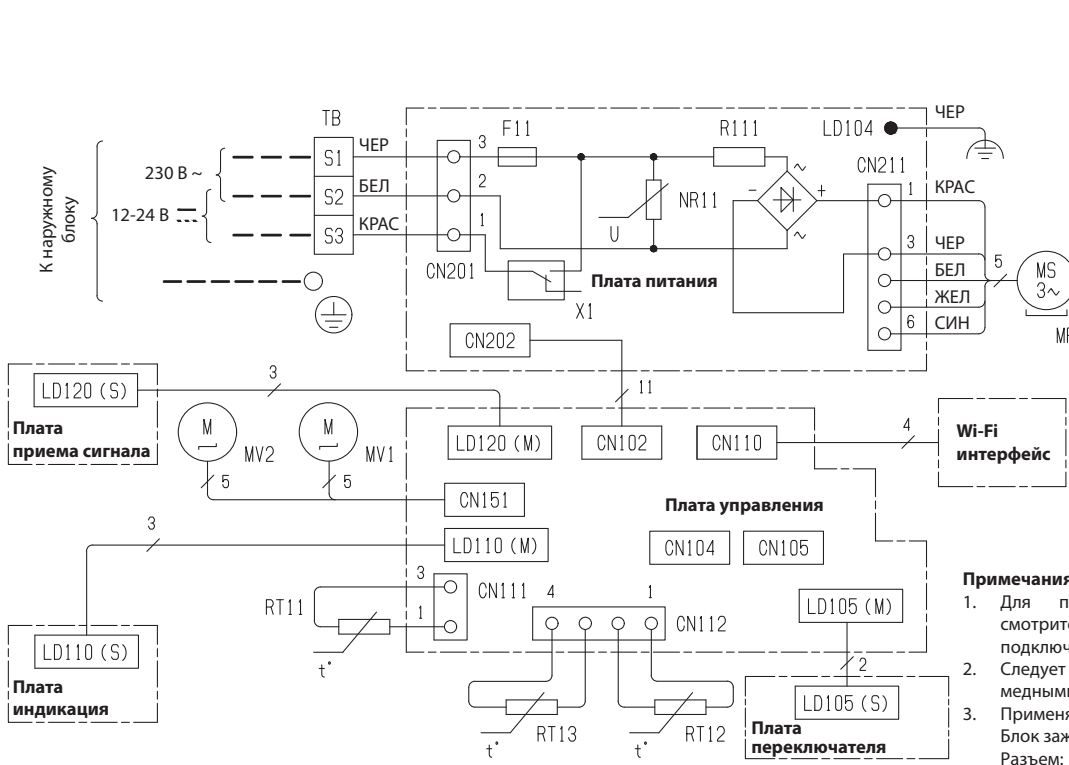 ЧЕР
TB
F11
R111
LD104
CN211
К наружному
блоку
230 В ~
12-24 В
S1
S2
S3
ЧЕР
БЕЛ
КРАС
3
2
1
CN201
NR11
U
~
-
+
~
X1
Плата питания
1
3
6
КРАС
ЧЕР
БЕЛ
ЖЕЛ
СИН
5
MS
3~
CN202
11
LD120 (S)
3
Плата
приема сигнала
M
MV2
5
M
MV1
5
LD120 (M)
CN102
CN110
4
Wi-Fi
интерфейс
CN151
Плата управления
LD110 (M)
3
CN104
CN105
CN111
3
1
RT11
t°
4
1
CN112
LD105 (M)
2
LD110 (S)
Плата
индикация
RT13
t°
RT12
t°
LD105 (S)
Плата
переключателя
Примечания
1. Для
подключ
2. Следует
медными
3.
Блок заж
Разъем: